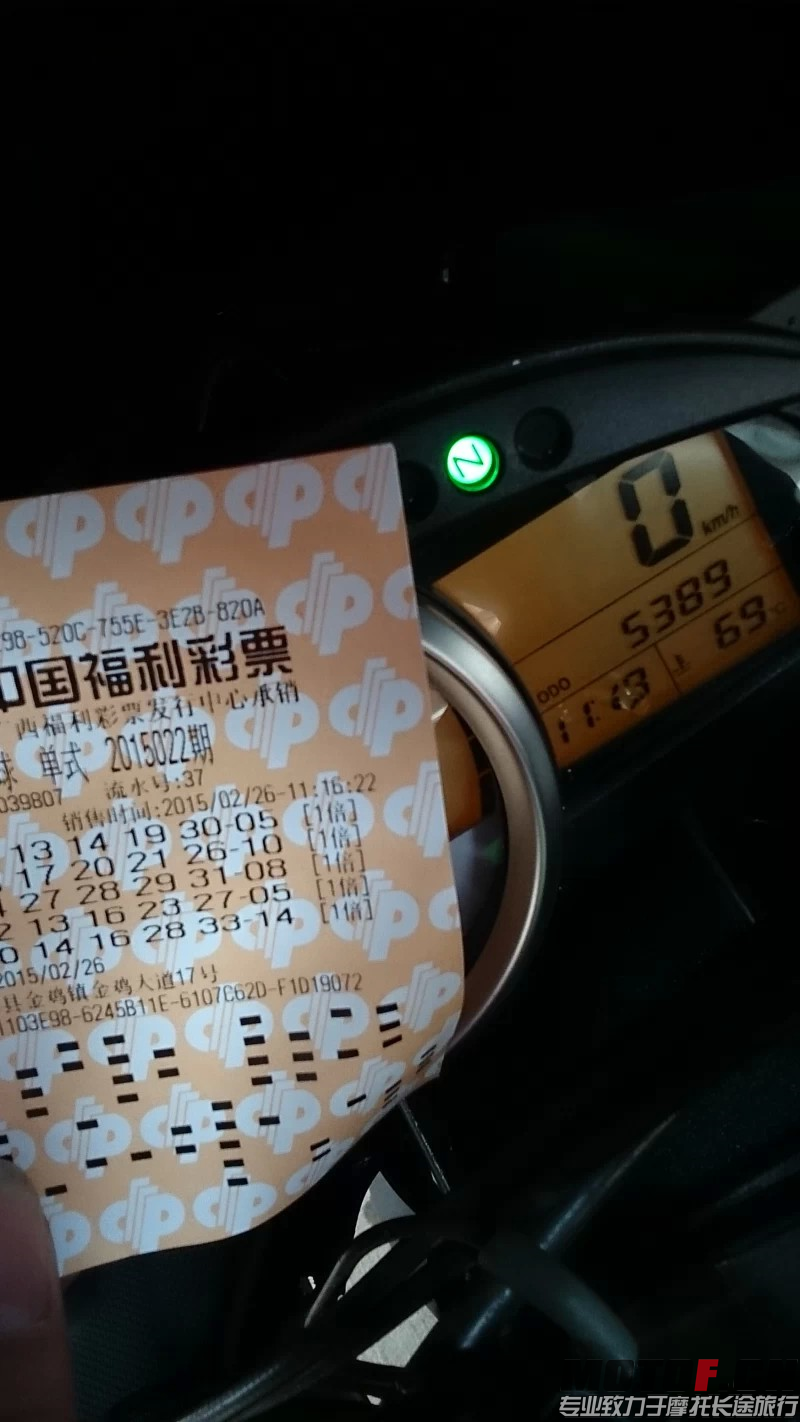 9B-520C-755E-3E2B-820A
中国福利彩票
西福利彩票发行中心承销
球 单式 2015022期
039807 流水号:37
销售时间:2015/02/26-11:16:22
13 14 19 30-05 [1倍]
17 20 21 26-10 [1倍]
27 28 29 31-08 [1倍]
2 13 16 23 27-05 [1倍]
0 14 16 28 33-14 [1倍]
2015/02/26
县金鸡镇金鸡大道17号
1103E98-6245B11E-6107C62D-F1D19072
N
0 km/h
5389
ODO
69 °C
专业致力于摩托长途旅行